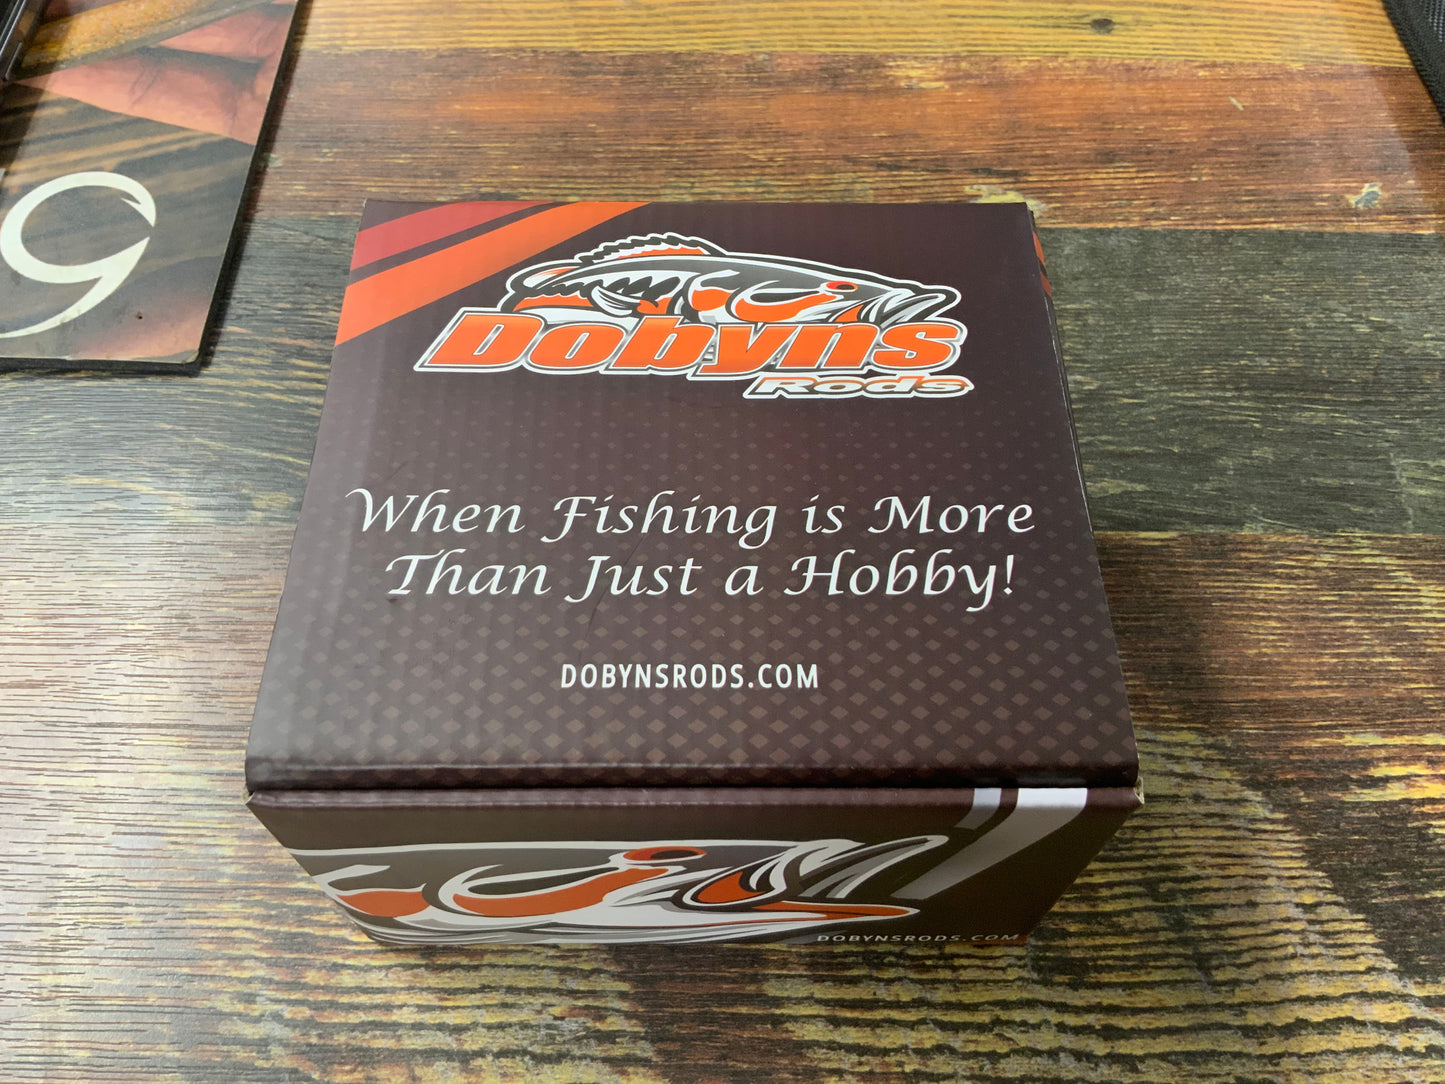 Dobyns
Rods
When Fishing is More
Than Just a Hobby!
DOBYNSRODS.COM
DOBYNSRODS.COM